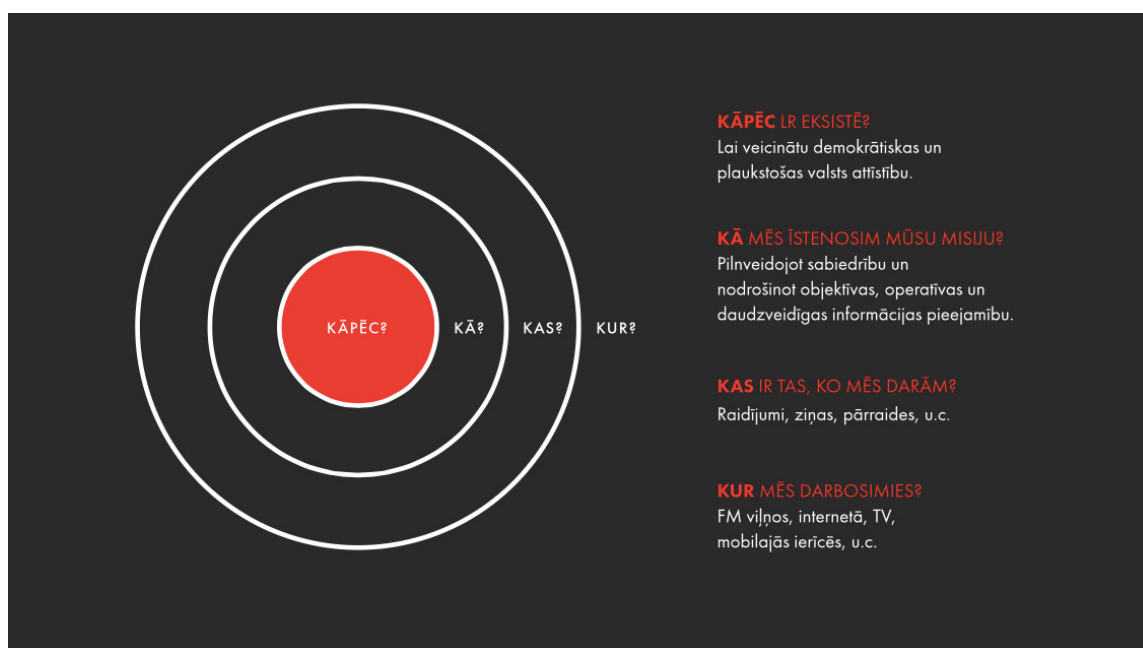 KĀPĒC?
KĀ?
KAS?
KUR?
KĀPĒC LR EKSISTĒ?
Lai veicinātu demokrātiskas un
plaukstošas valsts attīstību.
KĀ MĒS ĪSTENOSIM MŪSU MISIJU?
Pilnveidojot sabiedrību un
nodrošinot objektīvas, operatīvas un
daudzveidīgas informācijas pieejamību.
KAS IR TAS, KO MĒS DARĀM?
Raidījumi, ziņas, pārraides, u.c.
KUR MĒS DARBOSIMIES?
FM viļņos, internetā, TV,
mobilajās ierīcēs, u.c.